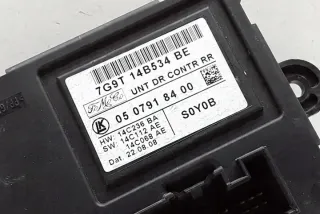 7G9T 14B534 BE
UNT DR CONTR RR
LK 05 0791 84 00
HW: 14C236 BA
SW: 14C112 AE
14C068 AE
Dat. 22.08.08
S0Y0B